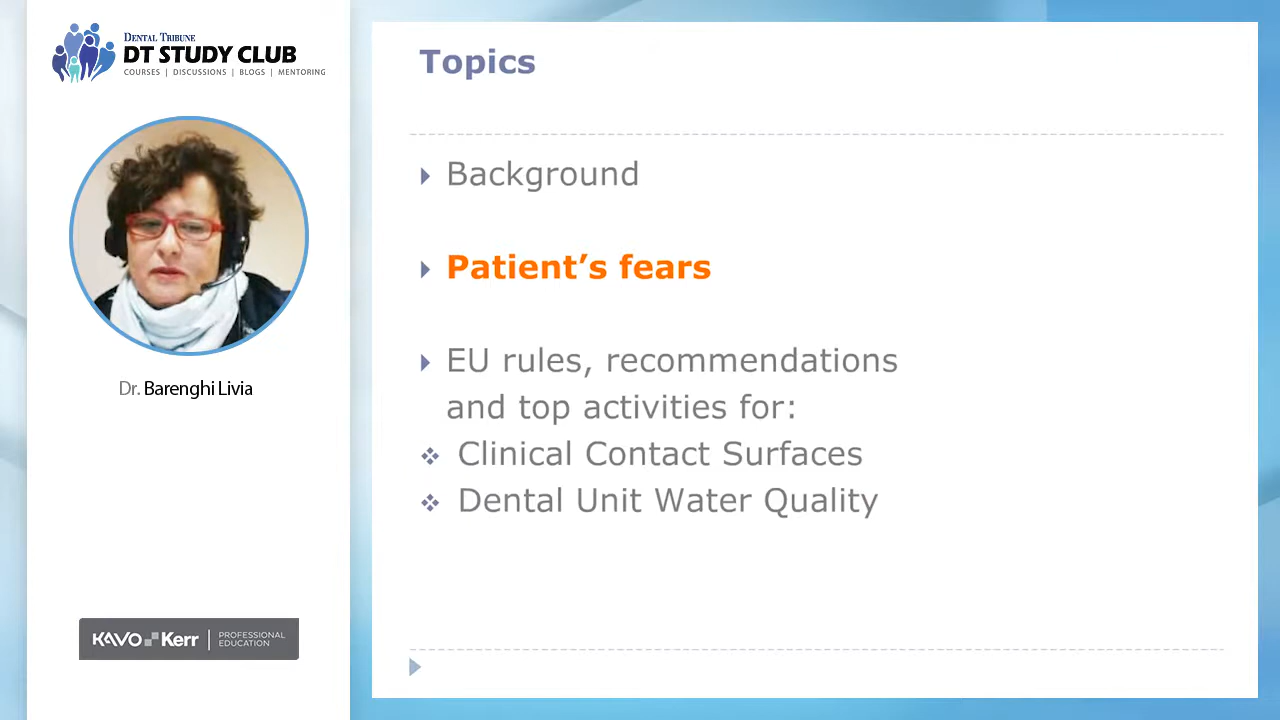 DENTAL TRIBUNE
DT STUDY CLUB
COURSES | DISCUSSIONS | BLOGS | MENTORING
Dr. Barenghi Livia
KAVO Kerr
PROFESSIONAL
EDUCATION
Topics
Background
Patient’s fears
EU rules, recommendations
and top activities for:
Clinical Contact Surfaces
Dental Unit Water Quality